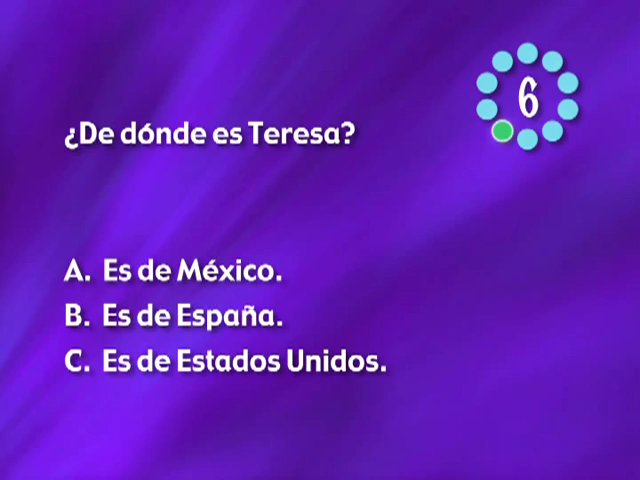 6
¿De dónde es Teresa?
A. Es de México.
B. Es de España.
C. Es de Estados Unidos.